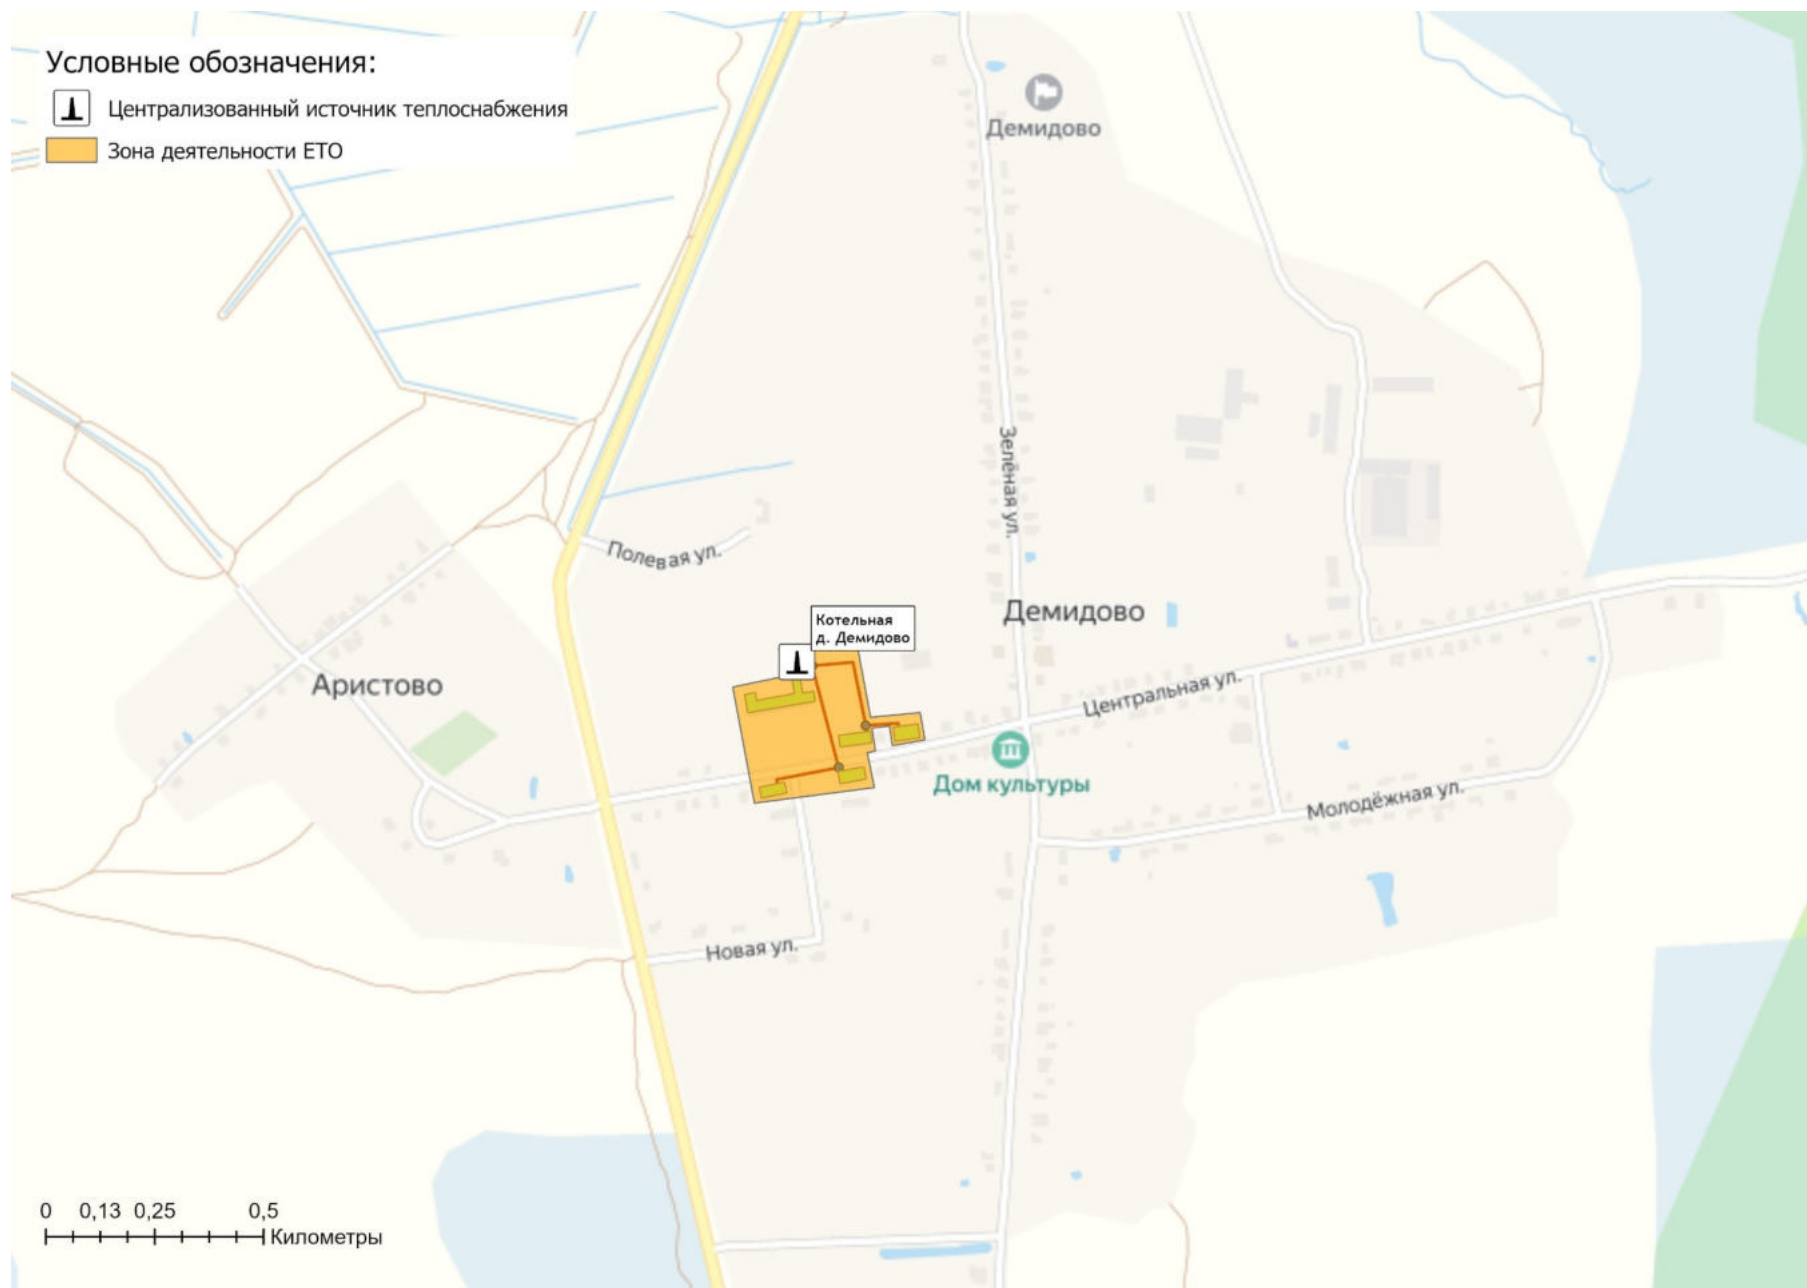 Условные обозначения:
Централизованный источник теплоснабжения
Зона деятельности ЕТО
Демидово
Зелёная ул.
Полевая ул.
Котельная
д. Демидово
Демидово
Аристово
Центральная ул.
Дом культуры
Молодёжная ул.
Новая ул.
0 0,13 0,25 0,5
Километры